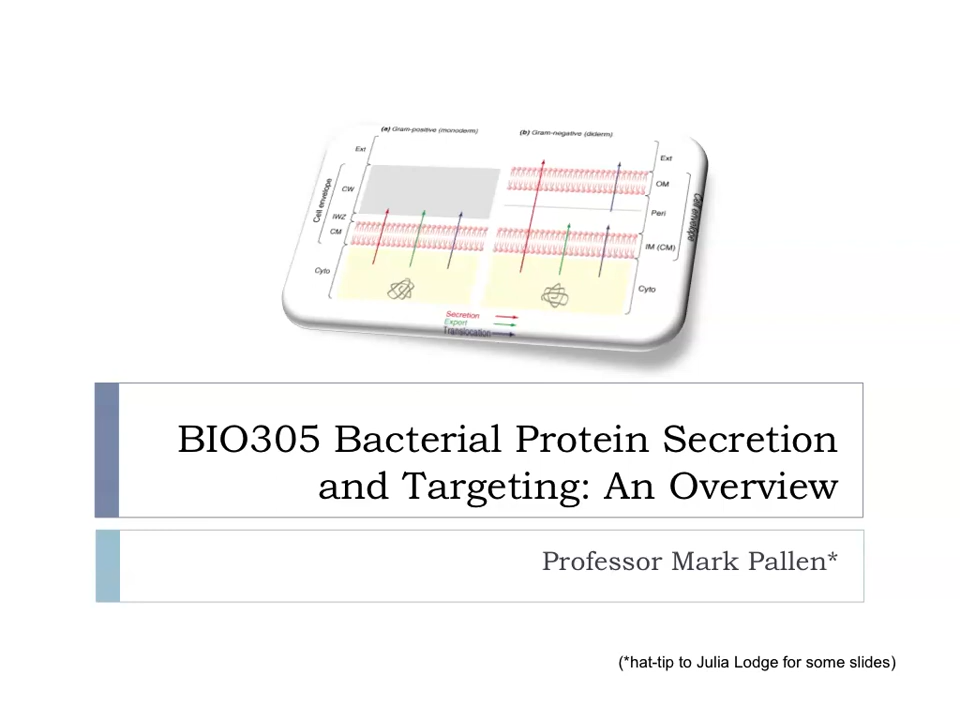 (a) Gram-positive (monoderm)
(b) Gram-negative (diderm)
Ext
Cell envelope
CW
IWZ
CM
Cyto
Ext
OM
Peri
IM (CM)
Cell envelope
Cyto
Secretion
Export
Translocation
BIO305 Bacterial Protein Secretion
and Targeting: An Overview
Professor Mark Pallen*
(*hat-tip to Julia Lodge for some slides)